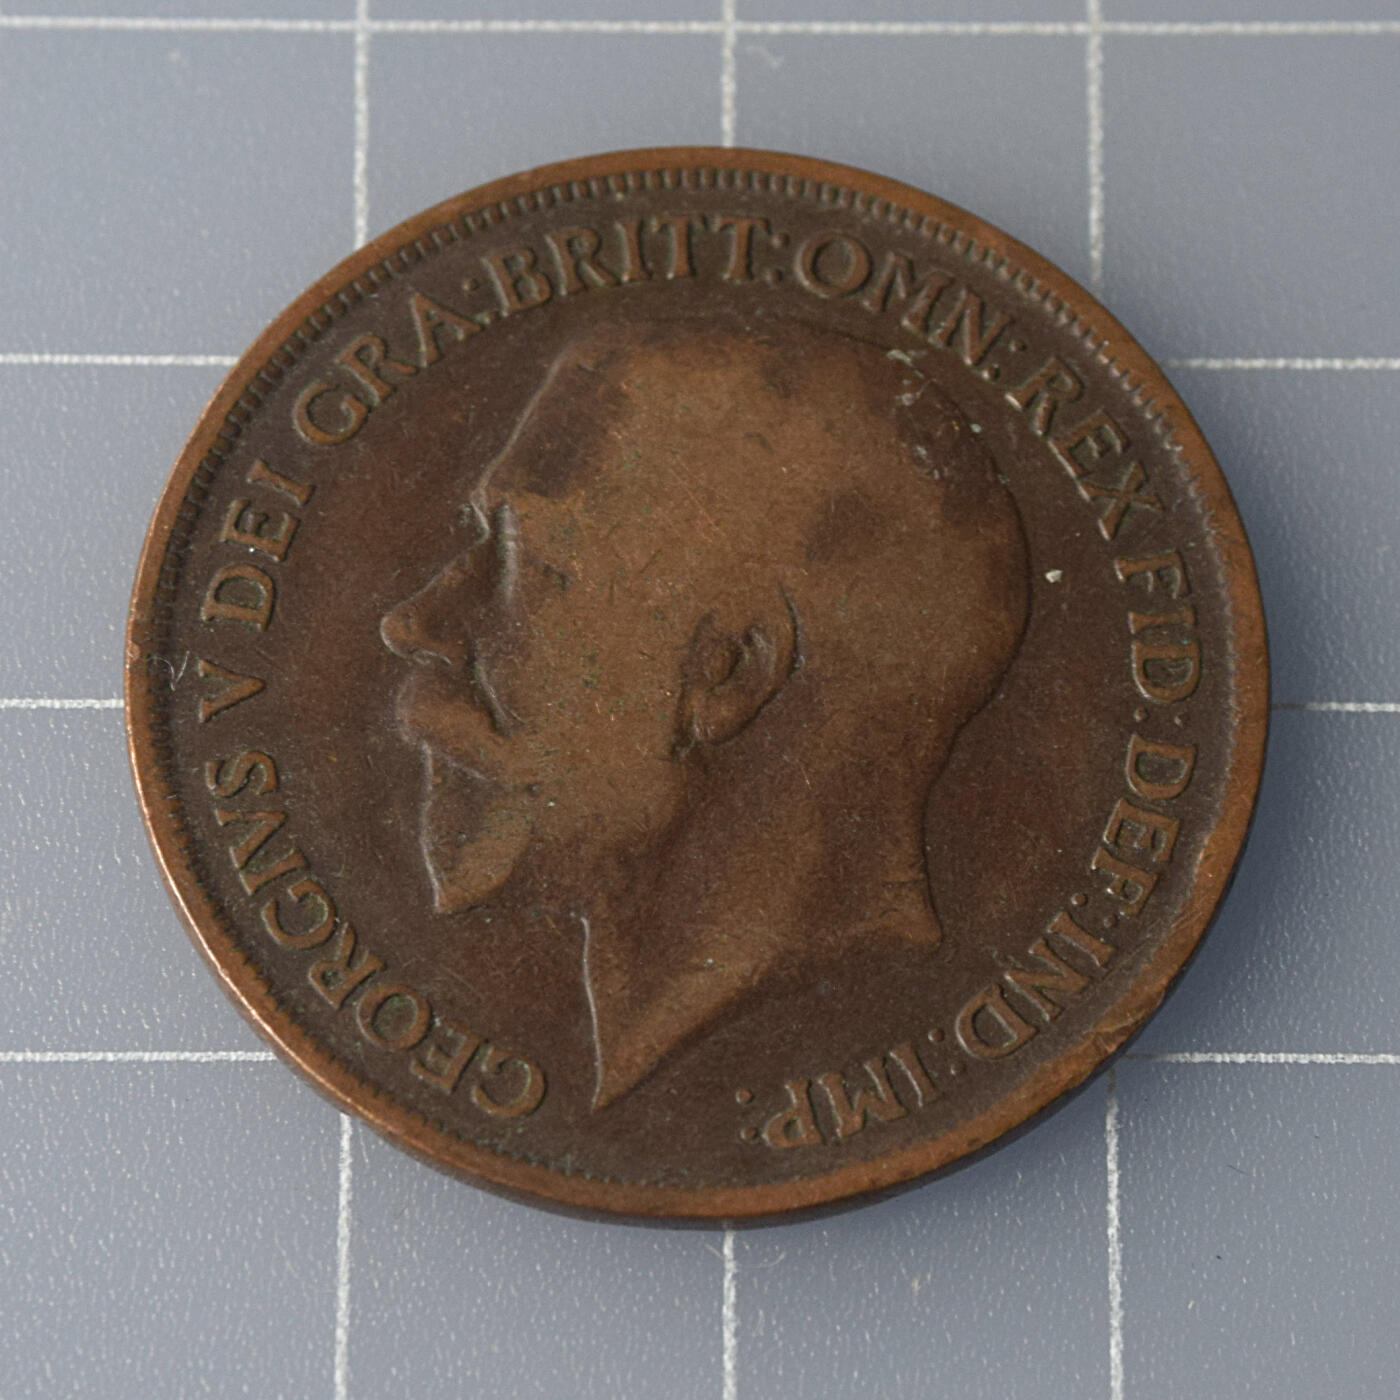 GEORGIVS V DEI GRA: BRITT: OMN: REX FID: DEF: IND: IMP: